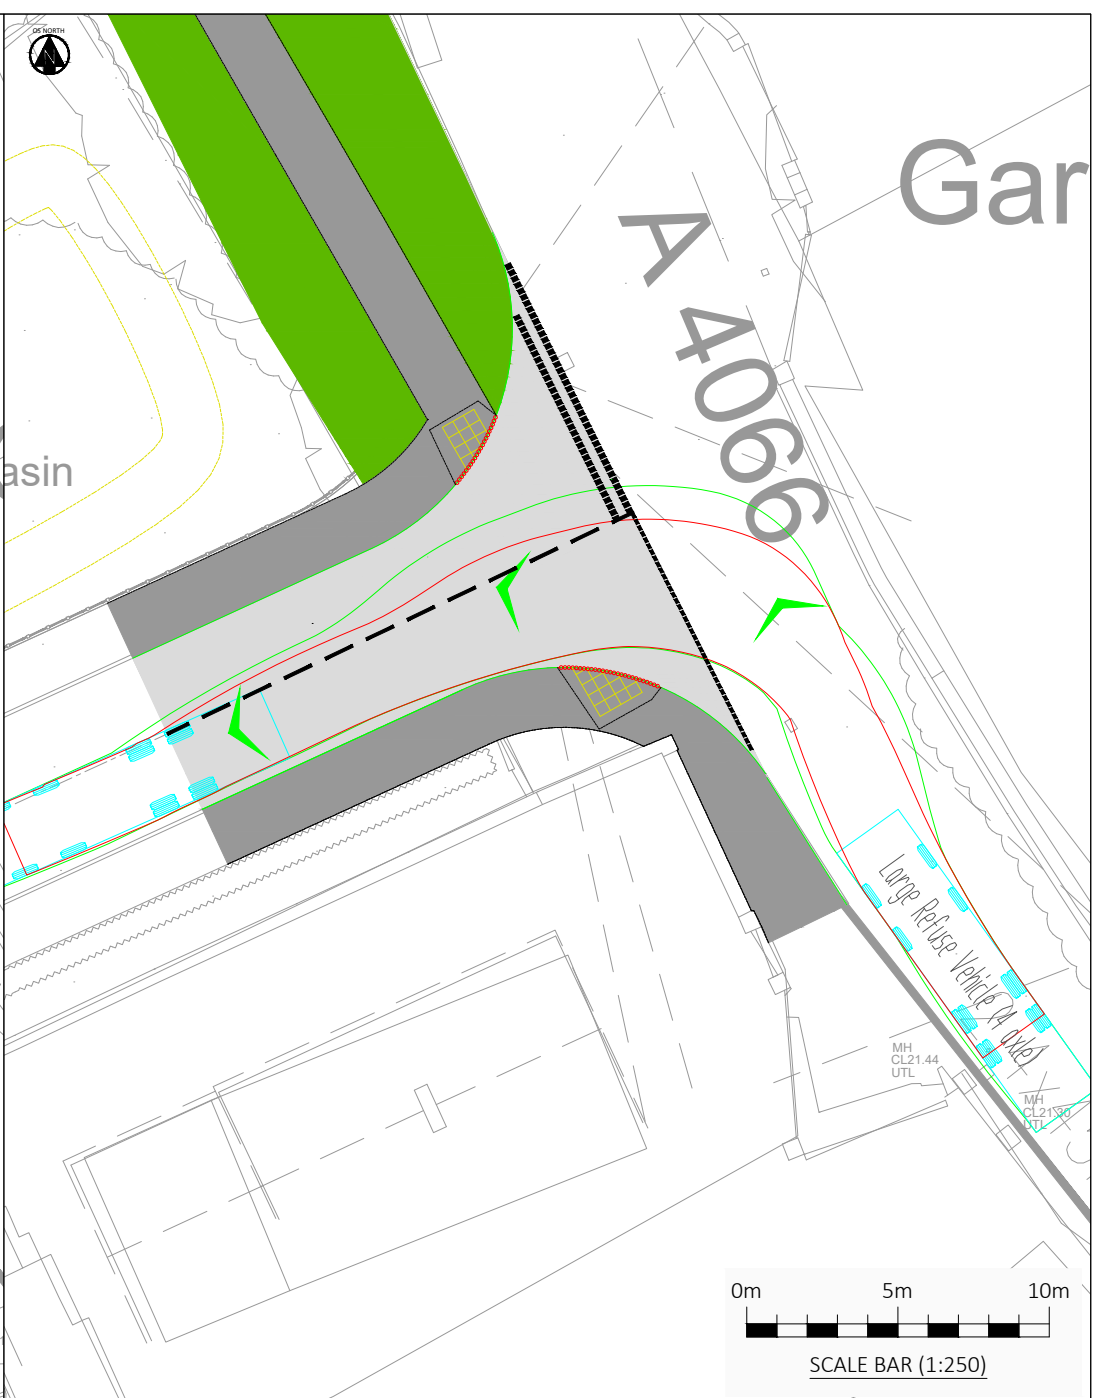 OS NORTH
N
Gar
A 4066
asin
Large Refuse Vehicle (4 axle)
MH
CL21.44
UTL
MH
CL21.30
UTL
0m 5m 10m
SCALE BAR (1:250)